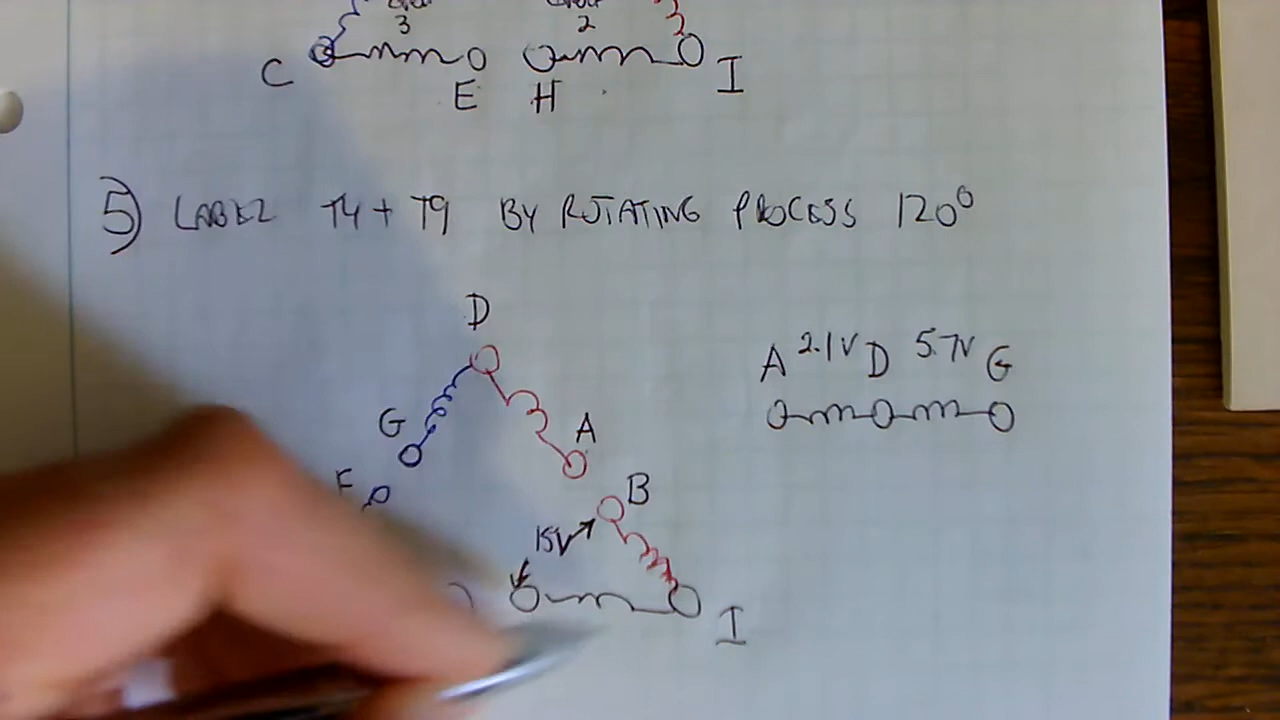 3 2
C E H I
5) LABEL T4 + T9 BY ROTATING PROCESS 120°
D
A 2.1V D 5.7V G
G A
F B
15V
I